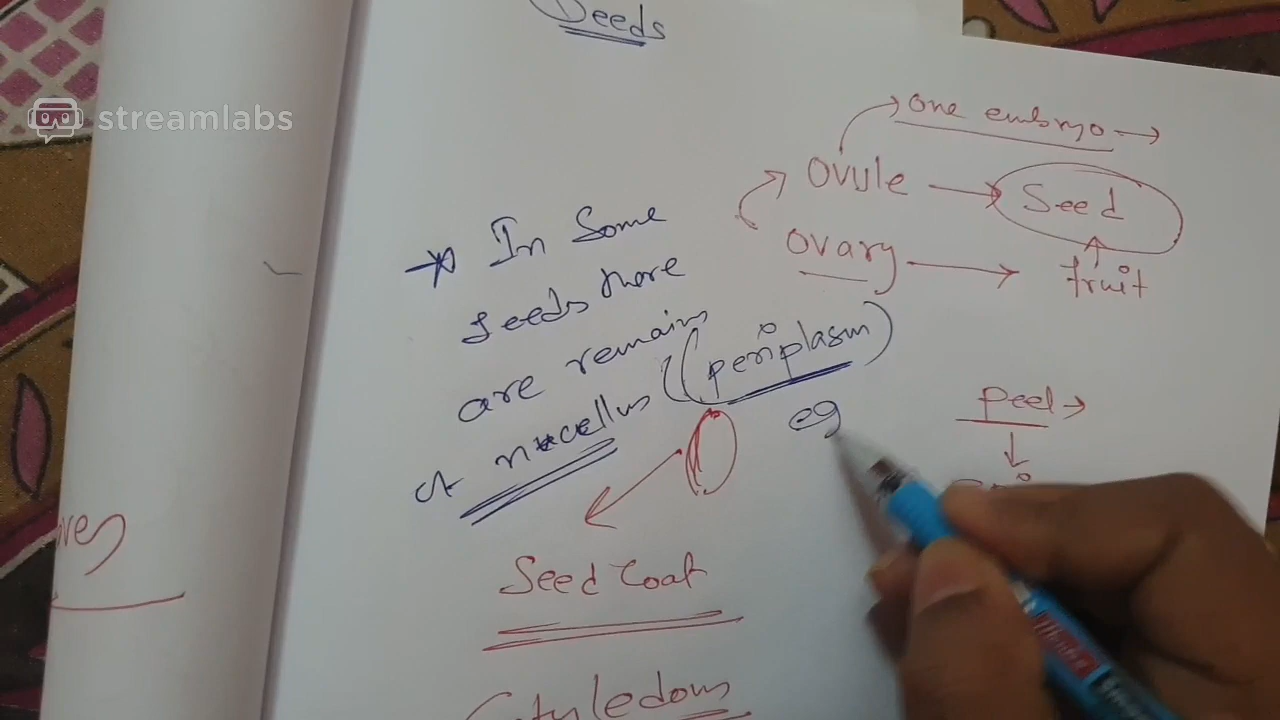 Seeds
streamlabs
one embryo
Ovule
Seed
Ovary
fruit
In Some
seeds there
are remains
of nucellus (periplasm)
eg
peel
Seed Coat
Cotyledons